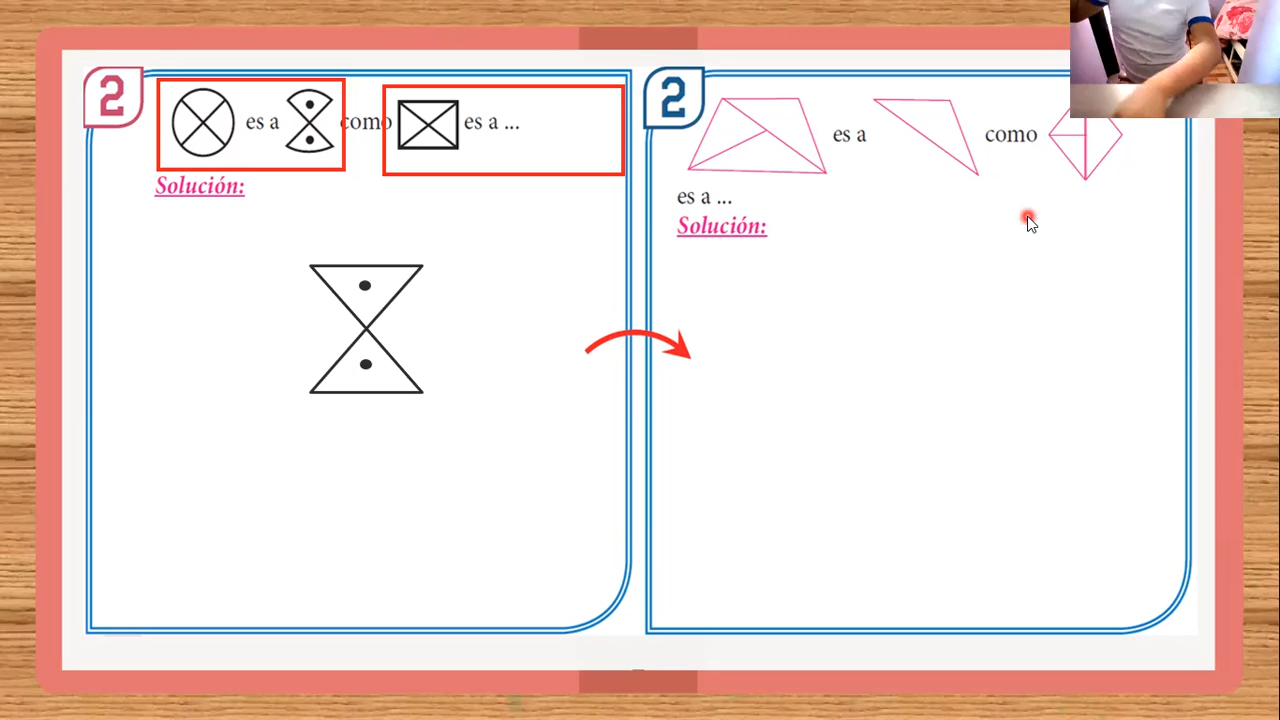 2
es a como es a ...
Solución:
2
es a como
es a ...
Solución: